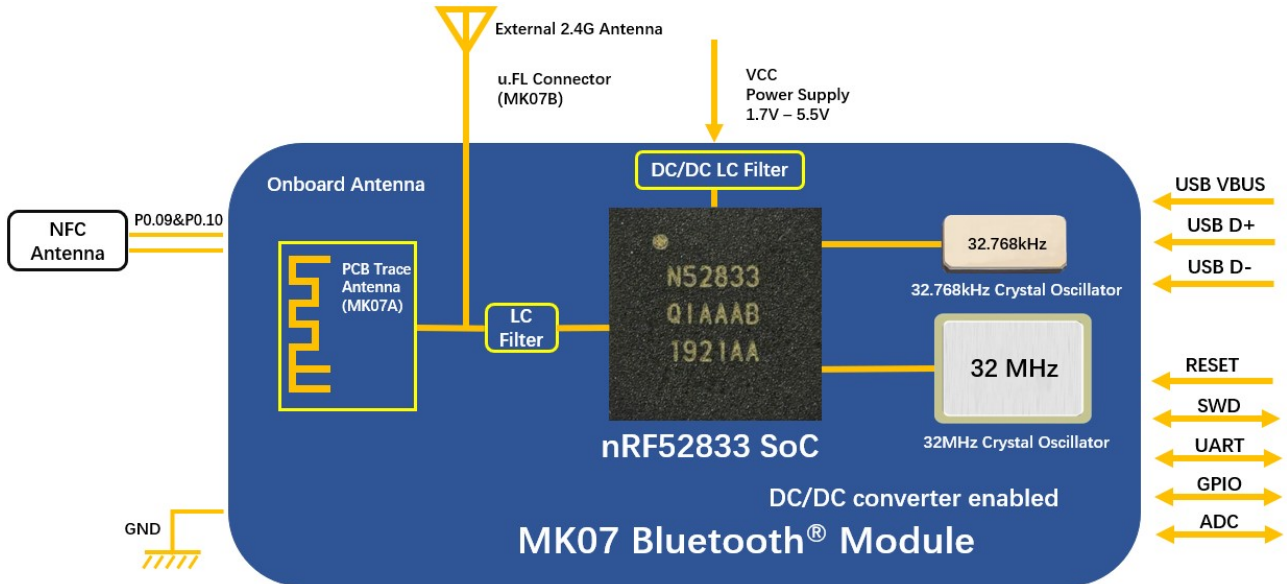 External 2.4G Antenna
u.FL Connector
(MK07B)
VCC
Power Supply
1.7V – 5.5V
Onboard Antenna
DC/DC LC Filter
P0.09&P0.10
NFC
Antenna
PCB Trace
Antenna
(MK07A)
LC
Filter
N52833
QIAAAB
1921AA
nRF52833 SoC
32.768kHz
32.768kHz Crystal Oscillator
32 MHz
32MHz Crystal Oscillator
USB VBUS
USB D+
USB D-
RESET
SWD
UART
GPIO
ADC
GND
DC/DC converter enabled
MK07 Bluetooth® Module